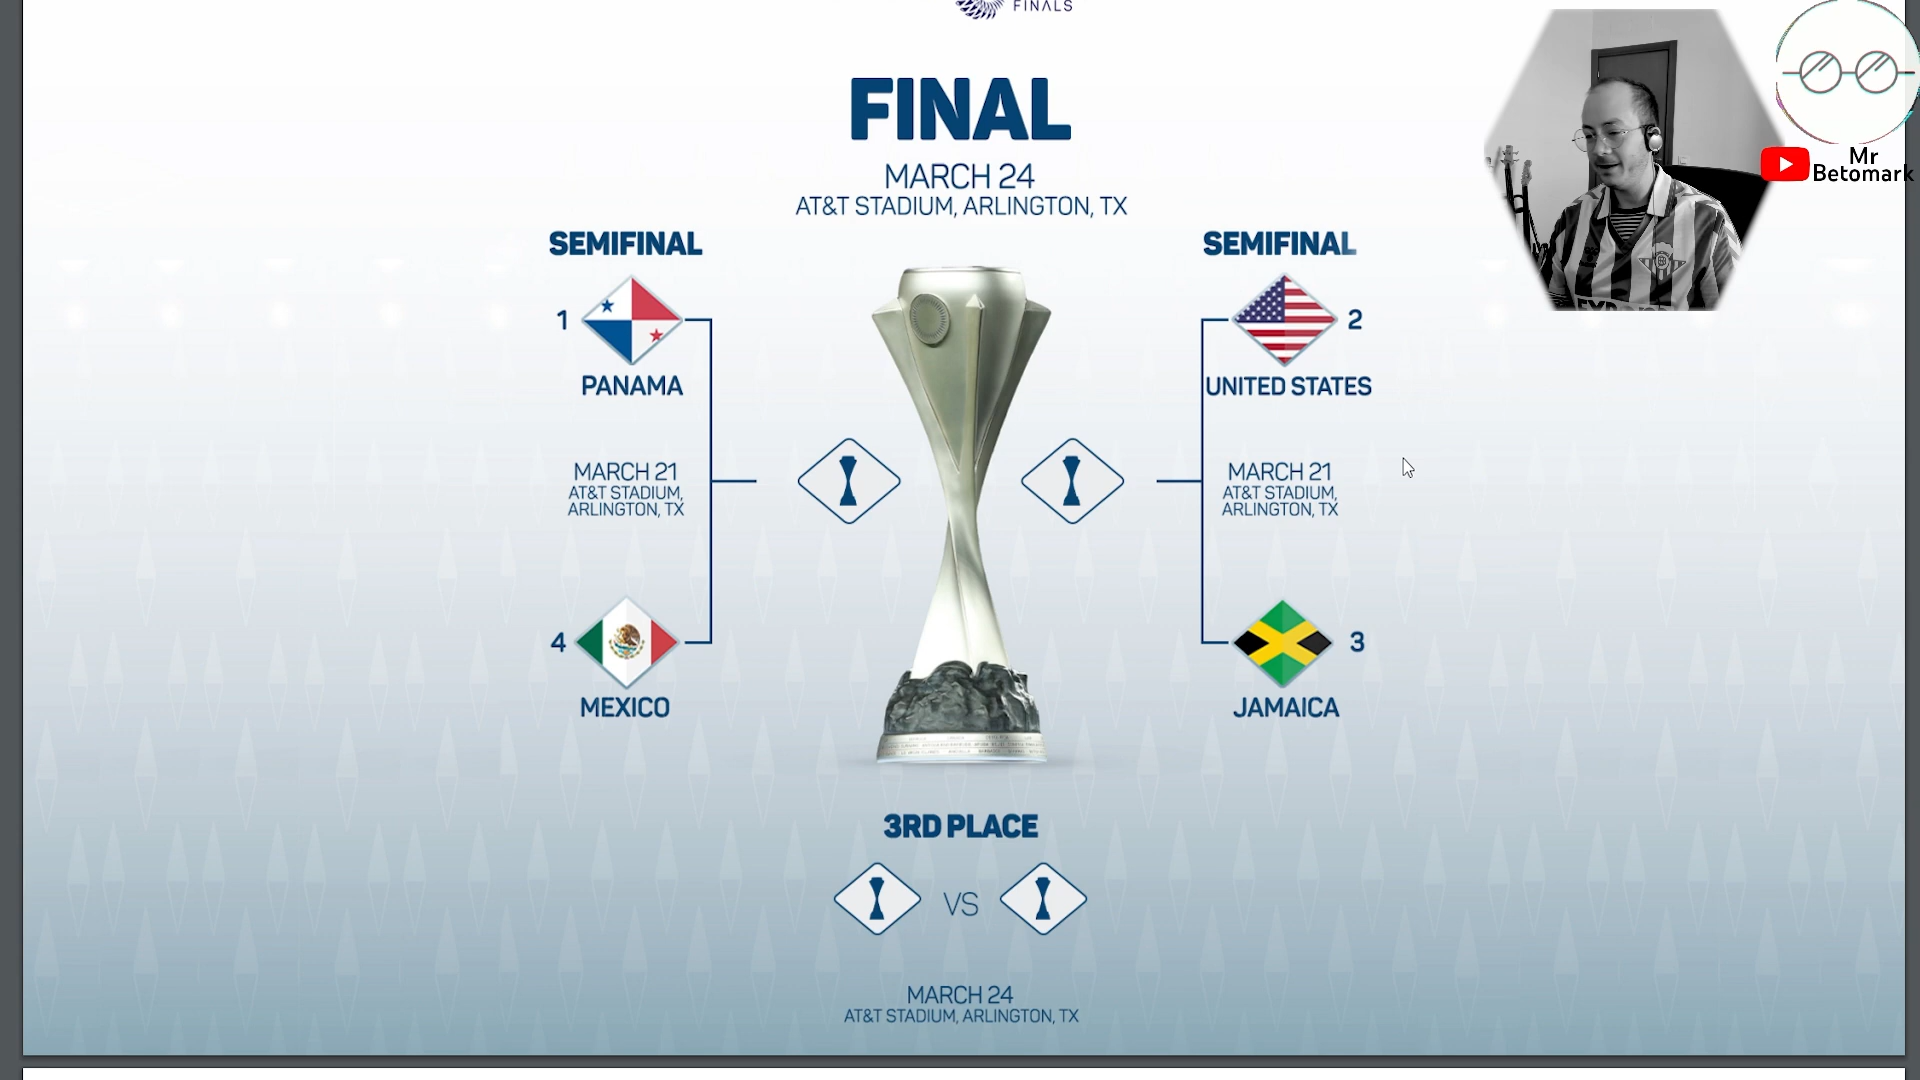 FINALS
FINAL
MARCH 24
AT&T STADIUM, ARLINGTON, TX
SEMIFINAL
1
PANAMA
MARCH 21
AT&T STADIUM,
ARLINGTON, TX
4
MEXICO
SEMIFINAL
2
UNITED STATES
MARCH 21
AT&T STADIUM,
ARLINGTON, TX
3
JAMAICA
3RD PLACE
VS
MARCH 24
AT&T STADIUM, ARLINGTON, TX
Mr
Betomark